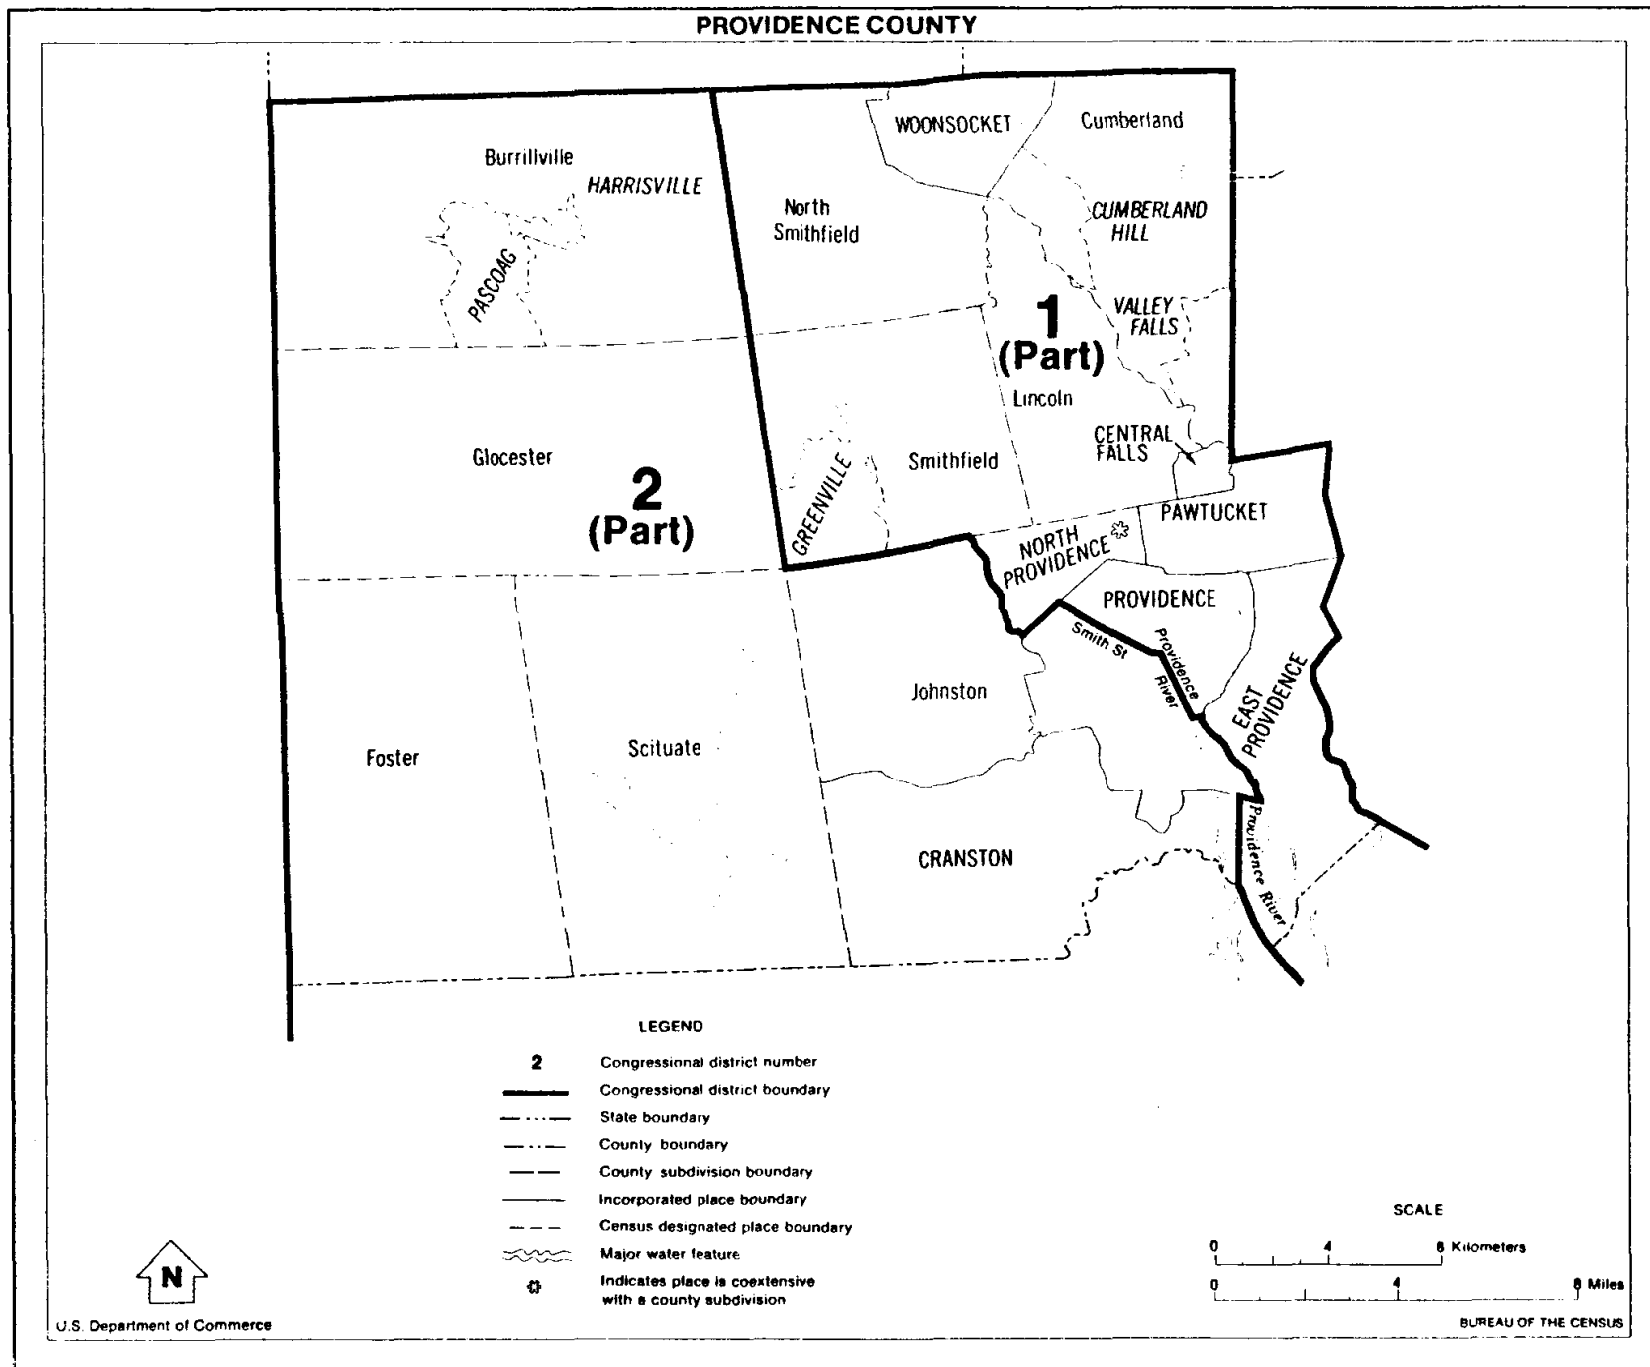 PROVIDENCE COUNTY
WOONSOCKET
Cumberland
Burrillville
HARRISVILLE
North
Smithfield
CUMBERLAND
HILL
PASCOAG
VALLEY
FALLS
1
(Part)
Lincoln
CENTRAL
FALLS
Glocester
2
(Part)
GREENVILLE
Smithfield
PAWTUCKET
NORTH
PROVIDENCE
PROVIDENCE
Smith St
Providence
River
EAST
PROVIDENCE
Johnston
Foster
Scituate
CRANSTON
Providence River
LEGEND
2 Congressional district number
Congressional district boundary
State boundary
County boundary
County subdivision boundary
Incorporated place boundary
Census designated place boundary
Major water feature
Indicates place is coextensive
with a county subdivision
SCALE
0 4 8 Kilometers
0 4 8 Miles
N
U.S. Department of Commerce
BUREAU OF THE CENSUS